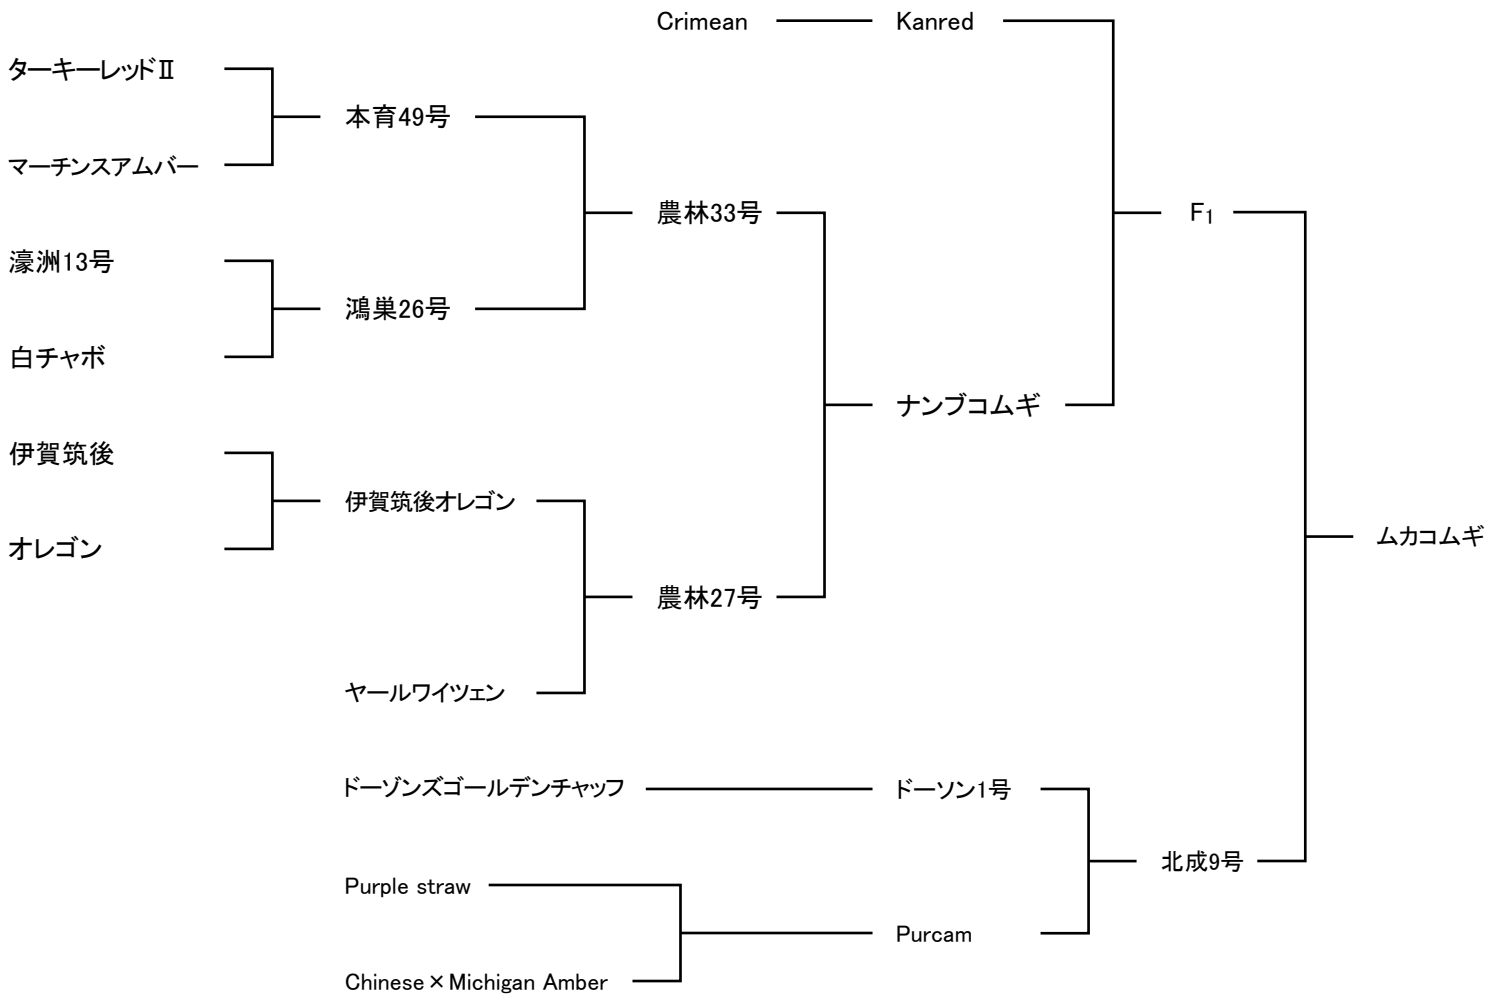 Crimean
Kanred
ターキーレッドⅡ
本育49号
マーチンスアムバー
農林33号
F₁
濠洲13号
鴻巣26号
白チャボ
ナンブコムギ
伊賀筑後
伊賀筑後オレゴン
オレゴン
ムカコムギ
農林27号
ヤールワイツェン
ドーゾンズゴールデンチャッフ
ドーソン1号
北成9号
Purple straw
Purcam
Chinese×Michigan Amber